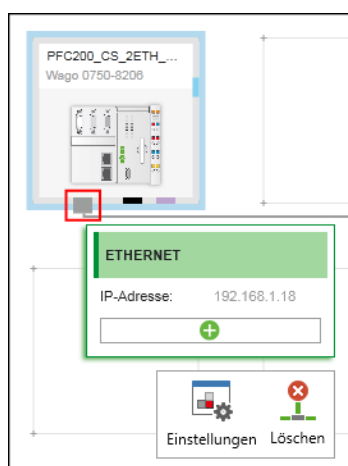 PFC200_CS_2ETH_...
Wago 0750-8206
ETHERNET
IP-Adresse: 192.168.1.18
Einstellungen Löschen